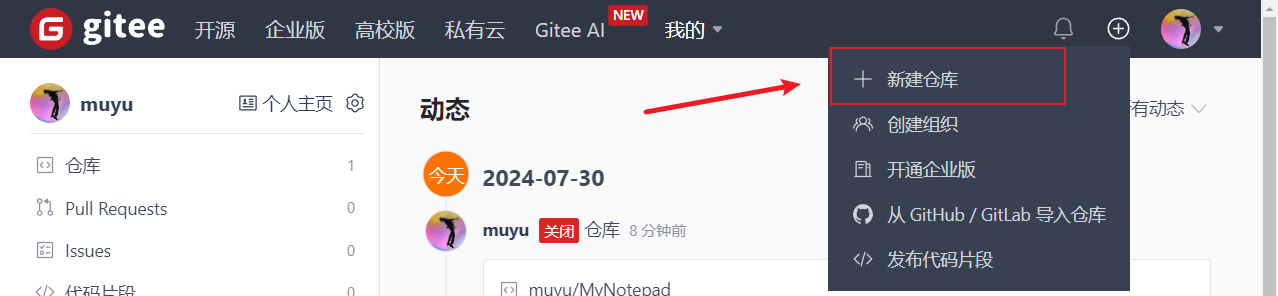 gitee 开源 企业版 高校版 私有云 Gitee AI NEW 我的
muyu 个人主页
仓库 1
Pull Requests 0
Issues 0
代码片段 0
动态
有动态
今天 2024-07-30
muyu 关闭 仓库 8 分钟前
muyu/MyNotepad
新建仓库
创建组织
开通企业版
从 GitHub / GitLab 导入仓库
发布代码片段